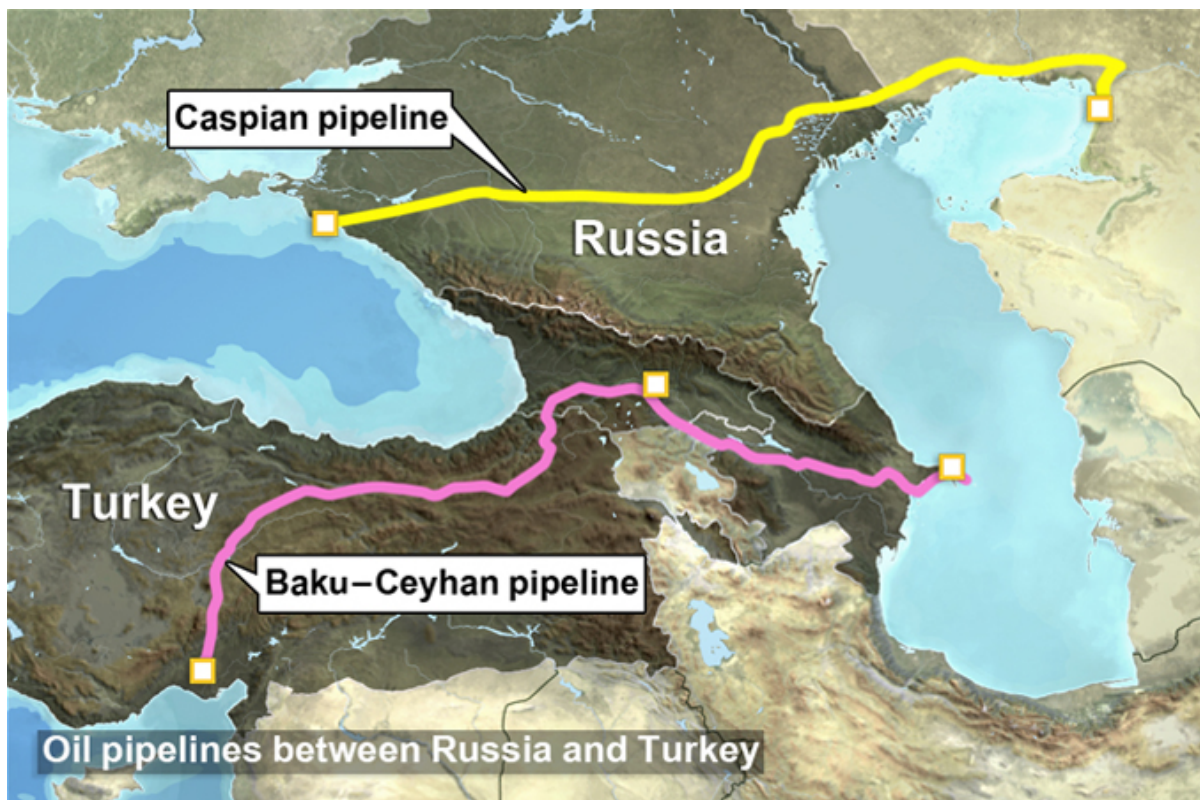 Caspian pipeline
Russia
Turkey
Baku–Ceyhan pipeline
Oil pipelines between Russia and Turkey